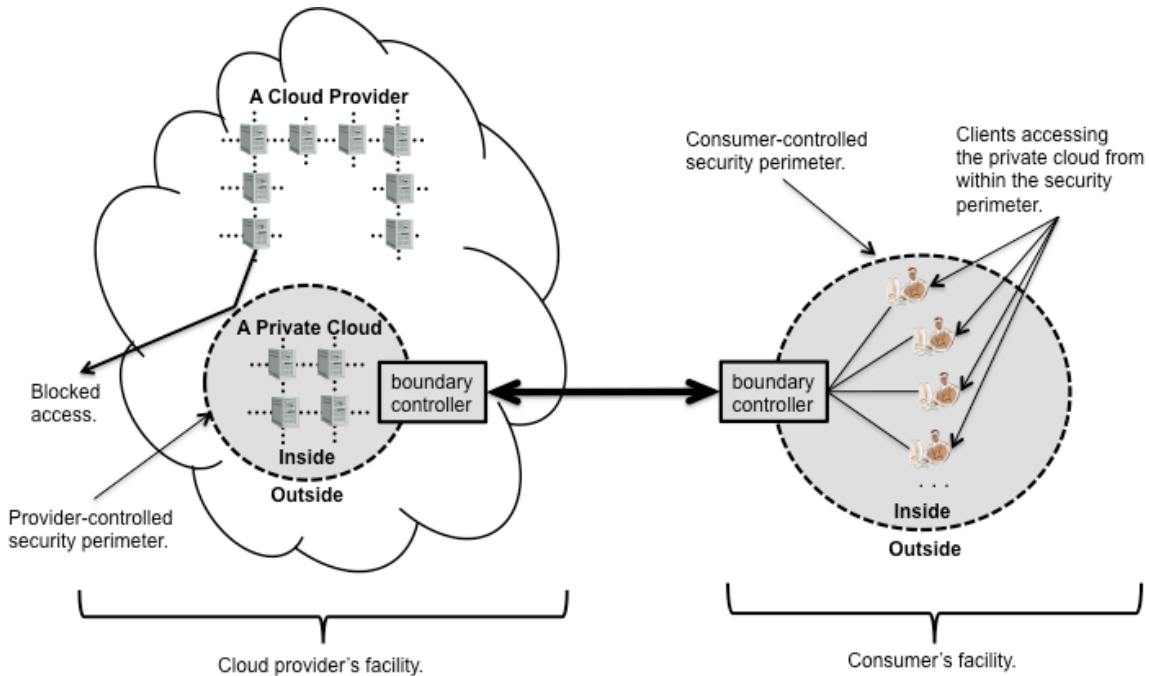 A Cloud Provider
Consumer-controlled
security perimeter.
Clients accessing
the private cloud from
within the security
perimeter.
A Private Cloud
boundary
controller
boundary
controller
Blocked
access.
Inside
Outside
Provider-controlled
security perimeter.
. . .
Inside
Outside
Cloud provider’s facility.
Consumer’s facility.